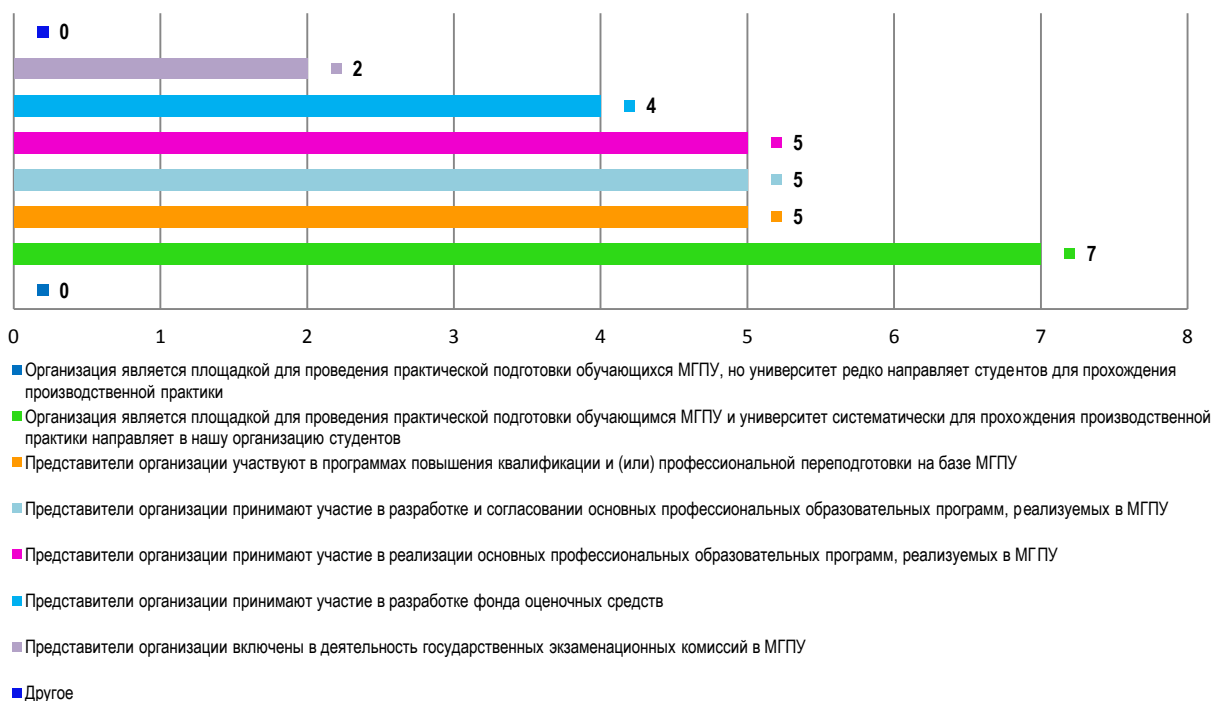 0
2
4
5
5
5
7
0
0 1 2 3 4 5 6 7 8
Организация является площадкой для проведения практической подготовки обучающихся МГПУ, но университет редко направляет студентов для прохождения
производственной практики
Организация является площадкой для проведения практической подготовки обучающимся МГПУ и университет систематически для прохождения производственной
практики направляет в нашу организацию студентов
Представители организации участвуют в программах повышения квалификации и (или) профессиональной переподготовки на базе МГПУ
Представители организации принимают участие в разработке и согласовании основных профессиональных образовательных программ, реализуемых в МГПУ
Представители организации принимают участие в реализации основных профессиональных образовательных программ, реализуемых в МГПУ
Представители организации принимают участие в разработке фонда оценочных средств
Представители организации включены в деятельность государственных экзаменационных комиссий в МГПУ
Другое